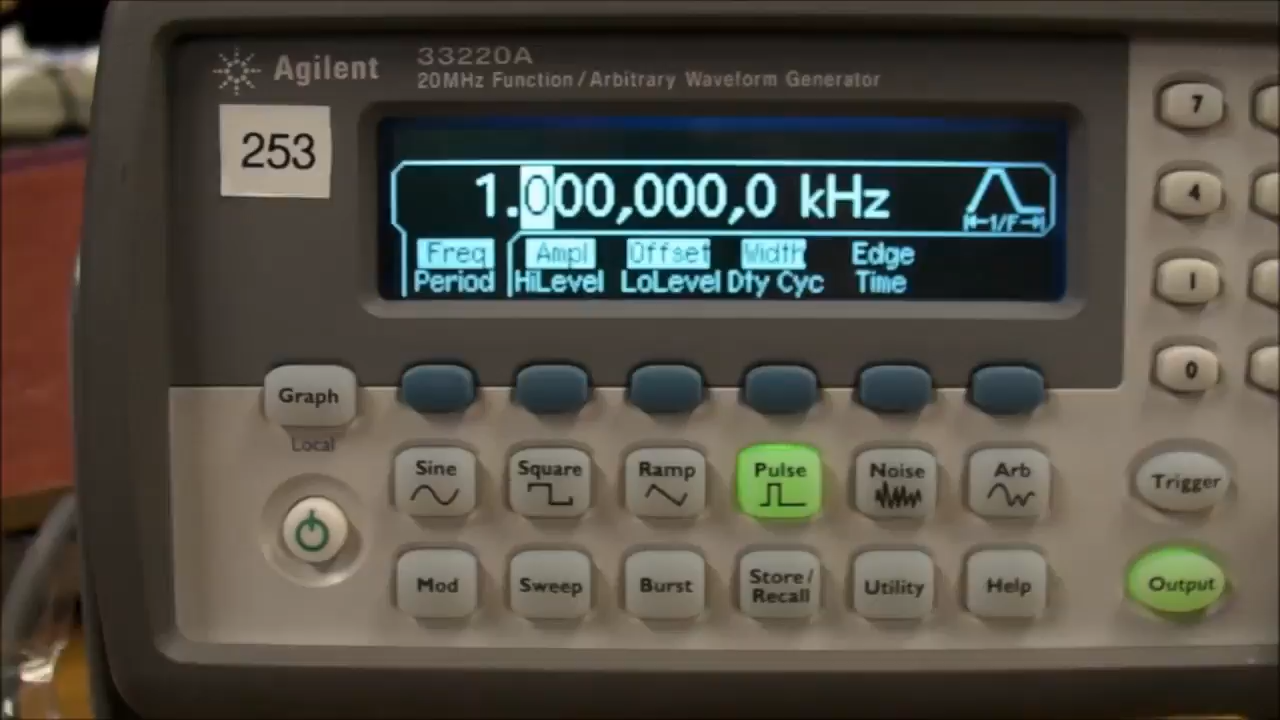 Agilent
33220A
20MHz Function / Arbitrary Waveform Generator
253
1.000,000,0 kHz
1/F
Freq Ampl Offset Width Edge
Period HiLevel LoLevel Dty Cyc Time
7
4
1
0
Graph
Local
Sine Square Ramp Pulse Noise Arb
Trigger
Mod Sweep Burst Store/ Recall Utility Help
Output